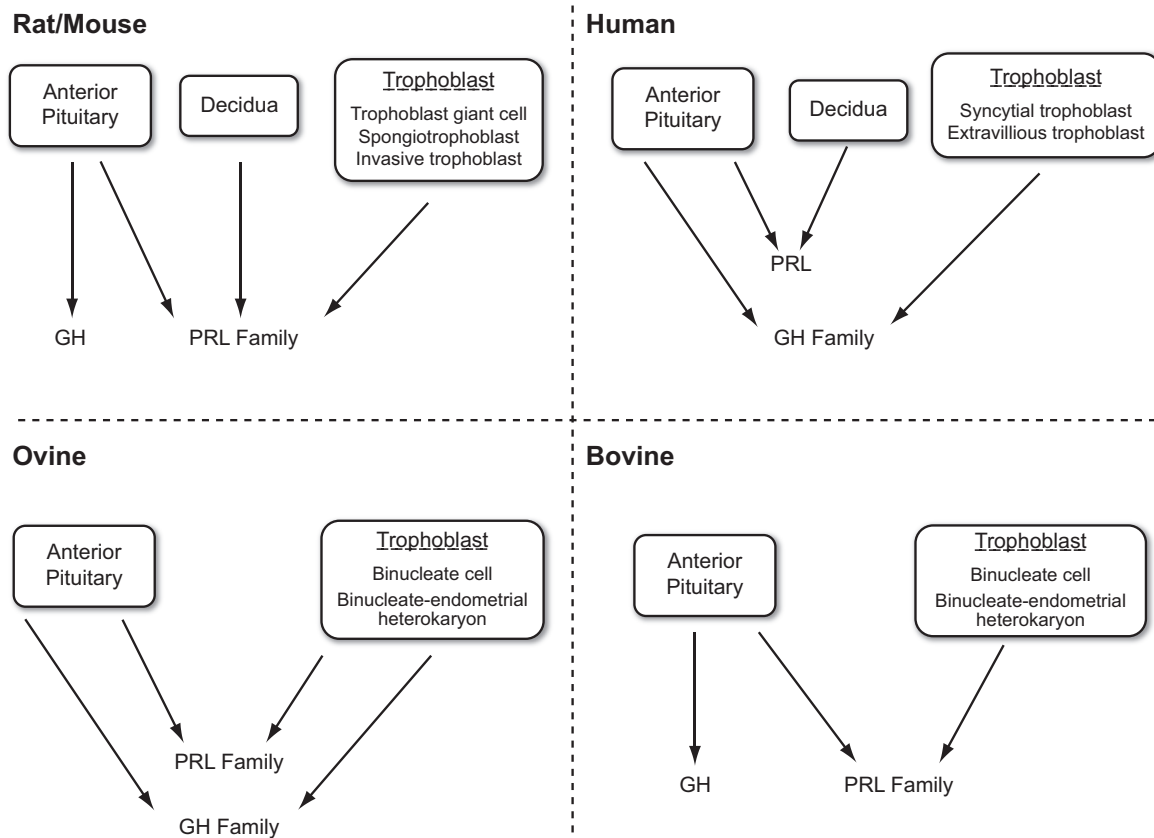 Rat/Mouse
Anterior
Pituitary
Decidua
Trophoblast
Trophoblast giant cell
Spongiotrophoblast
Invasive trophoblast
GH
PRL Family
Human
Anterior
Pituitary
Decidua
Trophoblast
Syncytial trophoblast
Extravillious trophoblast
PRL
GH Family
Ovine
Anterior
Pituitary
Trophoblast
Binucleate cell
Binucleate-endometrial
heterokaryon
PRL Family
GH Family
Bovine
Anterior
Pituitary
Trophoblast
Binucleate cell
Binucleate-endometrial
heterokaryon
GH
PRL Family